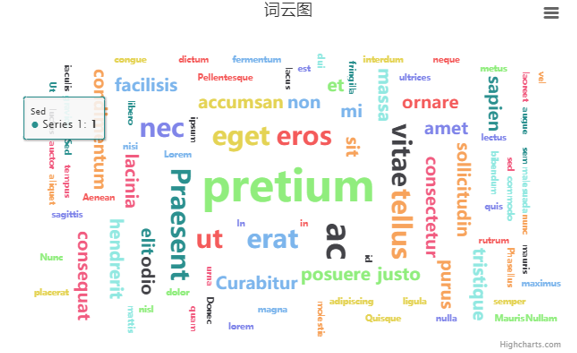 词云图
congue dictum fermentum est dui interdum neque
iaculis Pellentesque lacus fringilla ultrices metus laoreet vel
Ut condimentum facilisis accumsan non et mi massa ornare sapien augue
Sed
Series 1: 1
libero nec ipsum eget eros sit vitae amet lectus
auctor Sed nisi Lorem
aliquet tempus lacinia Praesent pretium tellus consectetur sollicitudin bibendum sed commodo sem malesuada nunc
Aenean
sagittis In in quis
hendrerit elit odio ut erat ac id rutrum
Nunc consequat urna Curabitur posuere justo purus tristique Phasellus mauris maximus
placerat dolor adipiscing ligula semper
mattis nisl quam Donec magna molestie Quisque nulla Mauris Nullam
lorem
Highcharts.com